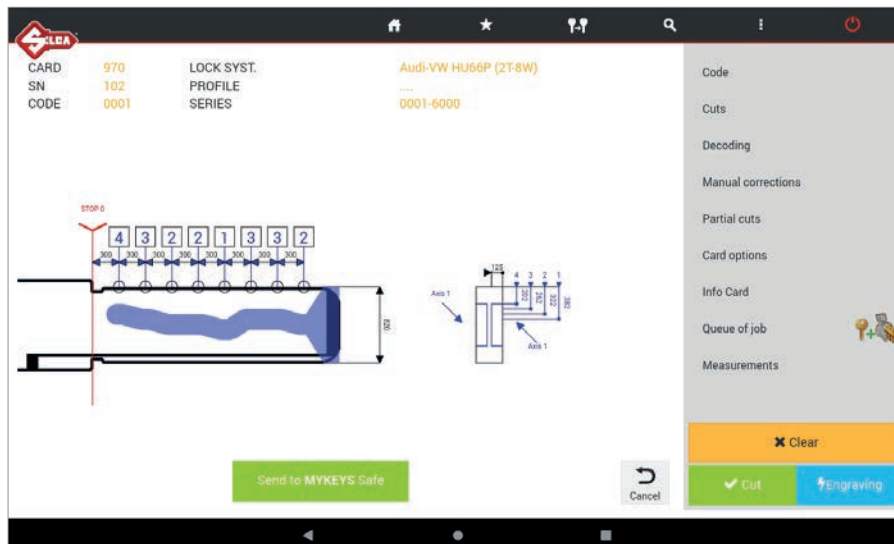 SILCA
CARD 970 LOCK SYST. Audi-VW HU66P (2T-8W)
SN 102 PROFILE ....
CODE 0001 SERIES 0001-6000
Code
Cuts
Decoding
Manual corrections
Partial cuts
Card options
Info Card
Queue of job
Measurements
STOP 0
4 3 2 2 1 3 3 2
300 300 300 300 300 300 300 300
820
125
4 3 2 1
202 262 322 382
Axis 1
Axis 1
Send to MYKEYS Safe
Cancel
Clear
Cut
Engraving